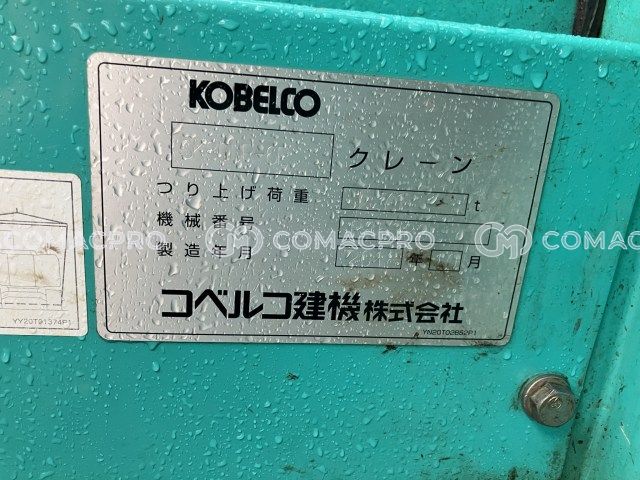 KOBELCO
クレーン
つり上げ荷重 t
機械番号
製造年月 年 月
コベルコ建機株式会社
YN20T02862P1
YY20T01374P1
COMACPRO COMACPRO COMACPRO